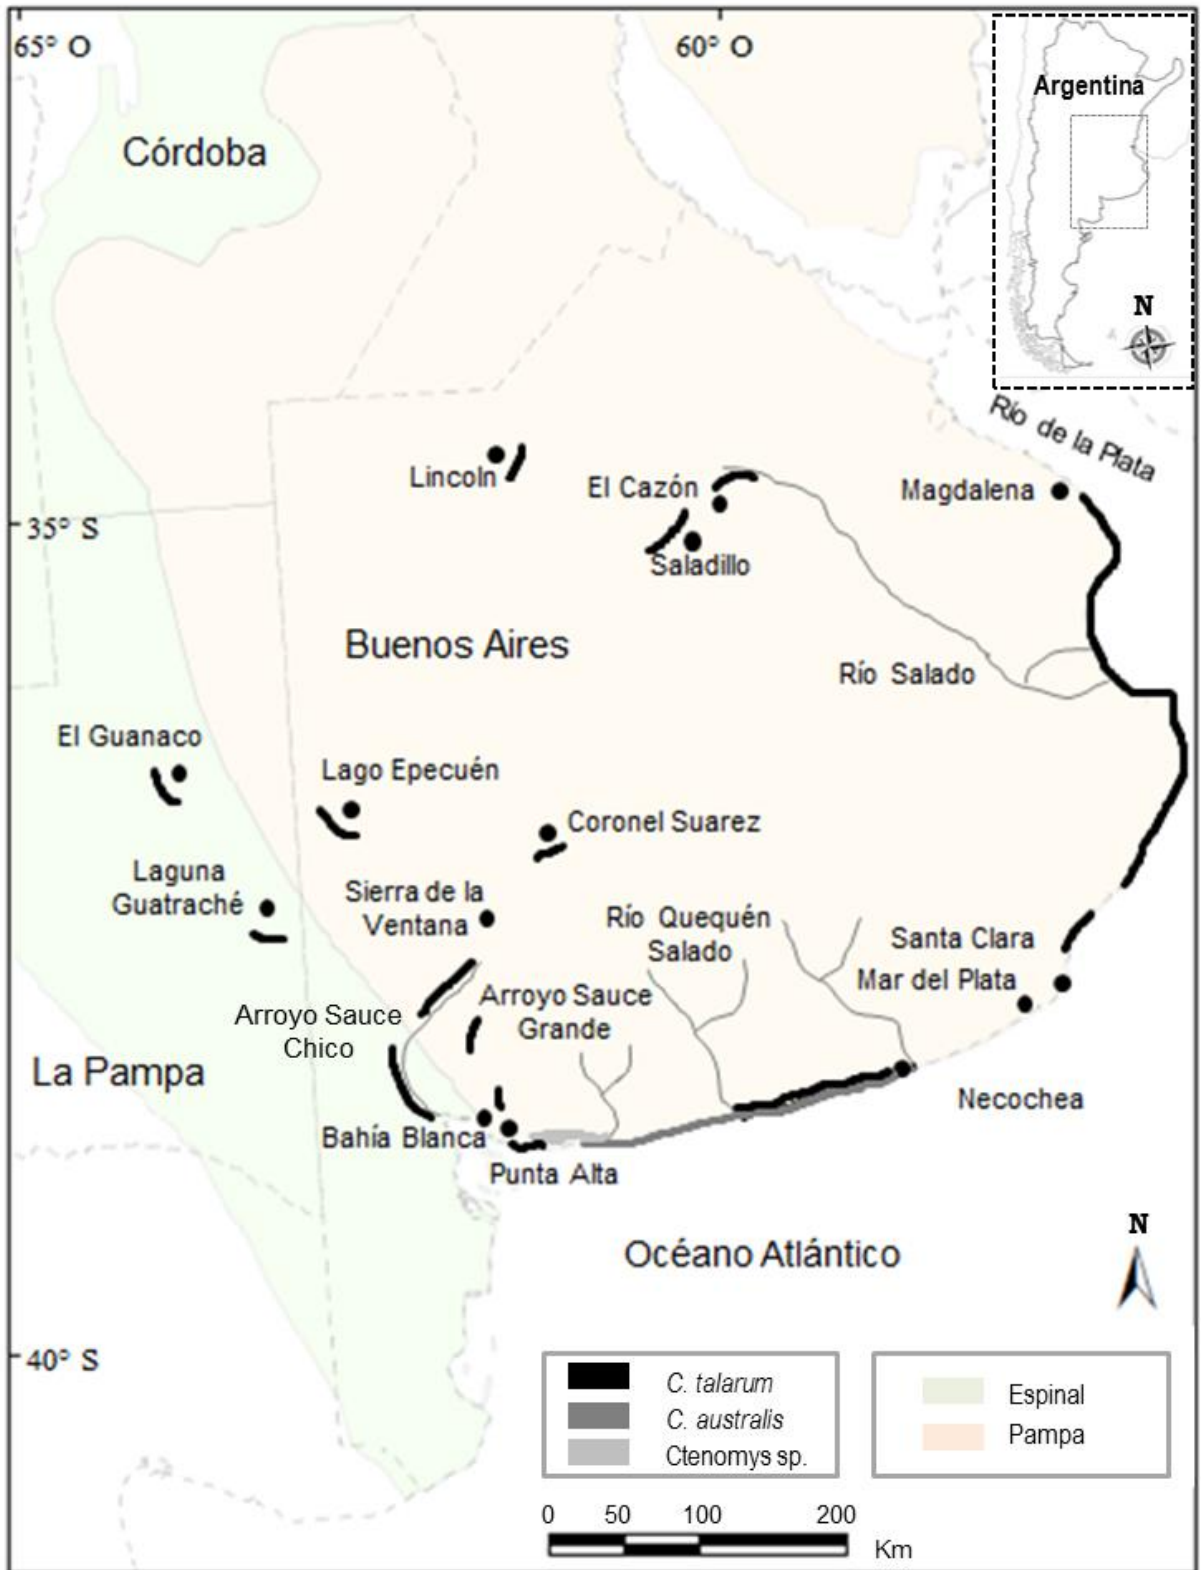 65° O
60° O
Argentina
Córdoba
N
Río de la Plata
Lincoln
El Cazón
Magdalena
35° S
Saladillo
Buenos Aires
Río Salado
El Guanaco
Lago Epecuén
Coronel Suarez
Laguna
Guatraché
Sierra de la
Ventana
Río Quequén
Salado
Santa Clara
Mar del Plata
Arroyo Sauce
Grande
Arroyo Sauce
Chico
La Pampa
Necochea
Bahía Blanca
Punta Alta
N
Océano Atlántico
40° S
C. talarum
C. australis
Ctenomys sp.
Espinal
Pampa
0 50 100 200
Km